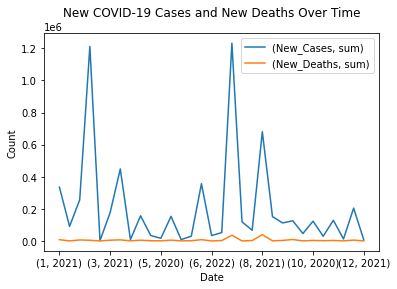 New COVID-19 Cases and New Deaths Over Time
1e6
(New_Cases, sum)
(New_Deaths, sum)
1.2
1.0
0.8
0.6
0.4
0.2
0.0
Count
(1, 2021) (3, 2021) (5, 2020) (6, 2022) (8, 2021) (10, 2020) (12, 2021)
Date